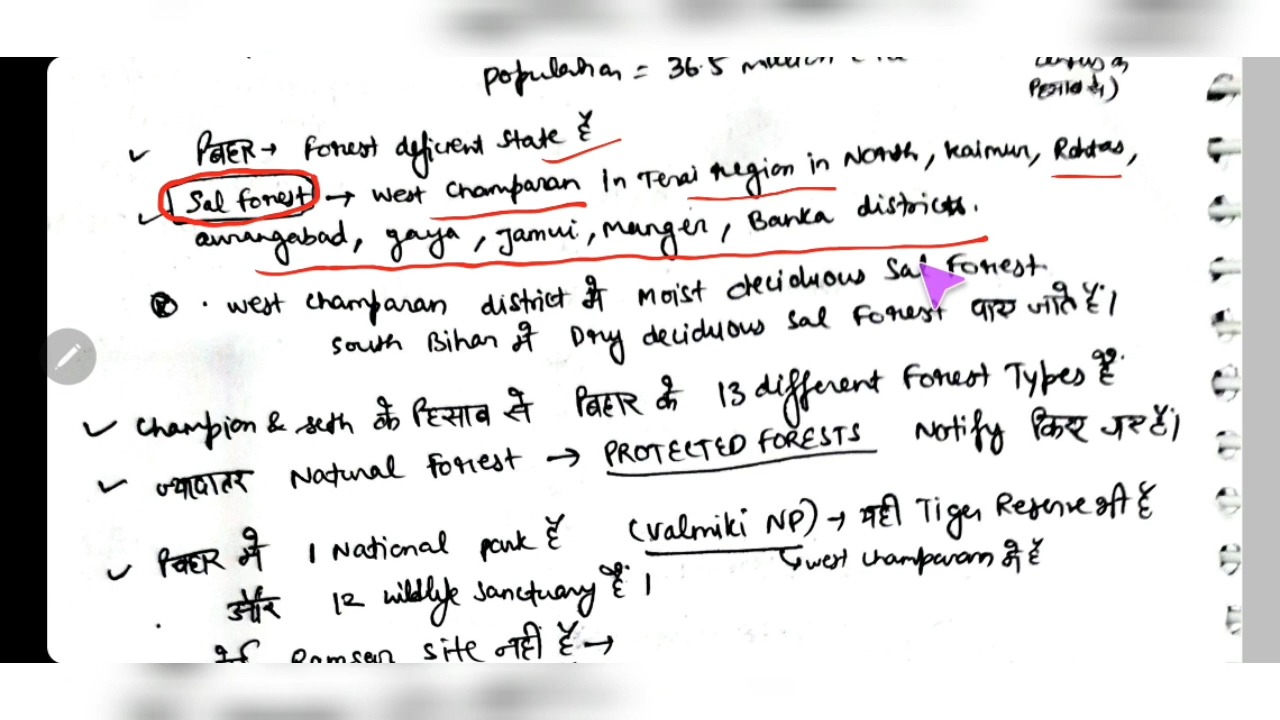 Population = 36.5 million
बिहार → Forest deficient state है
Sal forest → west champaran In Terai region in North, Kaimur, Rohtas,
aurangabad, gaya, Jamui, Munger, Banka districts.
• west champaran district में Moist deciduous Sal Forest
south Bihar में Dry deciduous Sal Forest पाए जाते हैं।
Champion & seth के हिसाब से बिहार के 13 different Forest Types हैं
ज्यादातर Natural Forest → PROTECTED FORESTS Notify किए गए हैं।
बिहार में 1 National park है (Valmiki NP) → यही Tiger Reserve भी है
↳ west champaran में है
और 12 wildlife sanctuary हैं।
Ramsar site नहीं है →